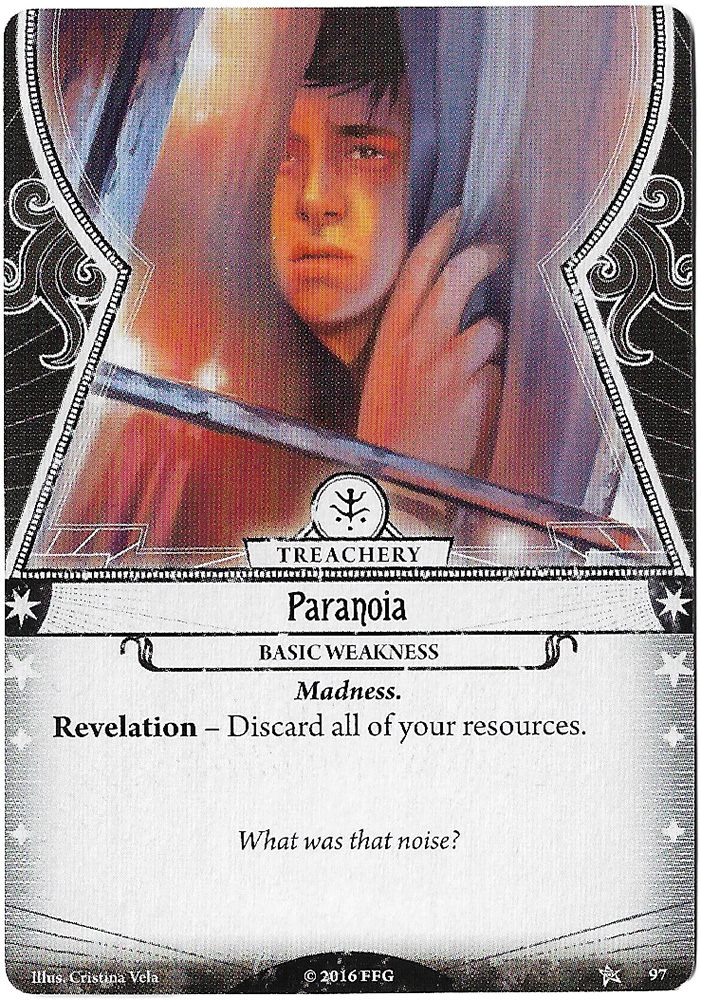 TREACHERY
Paranoia
BASIC WEAKNESS
Madness.
Revelation – Discard all of your resources.
What was that noise?
Illus. Cristina Vela
© 2016 FFG
97